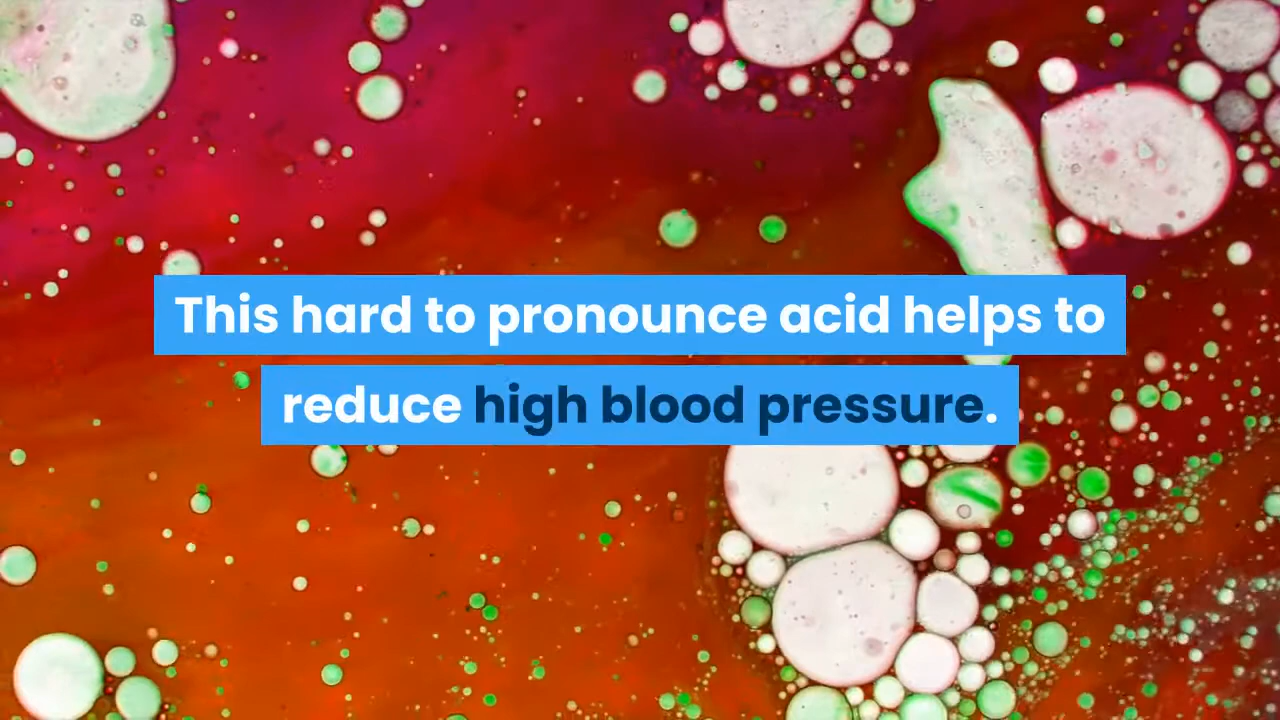 This hard to pronounce acid helps to
reduce high blood pressure.